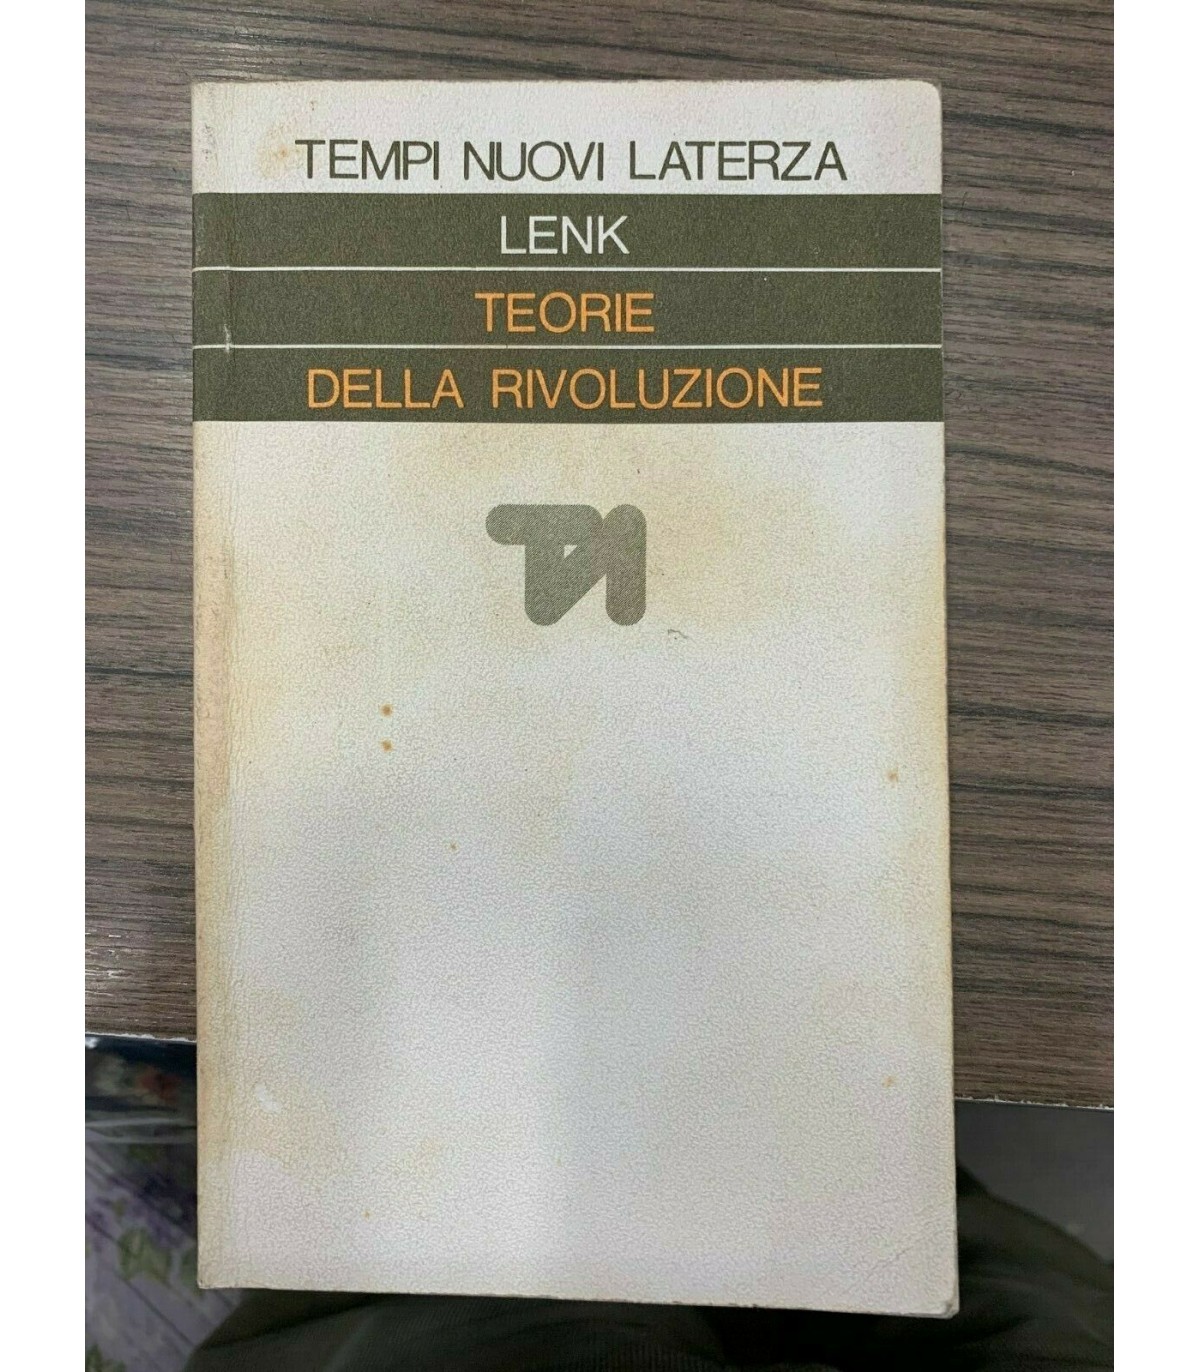 TEMPI NUOVI LATERZA
LENK
TEORIE
DELLA RIVOLUZIONE